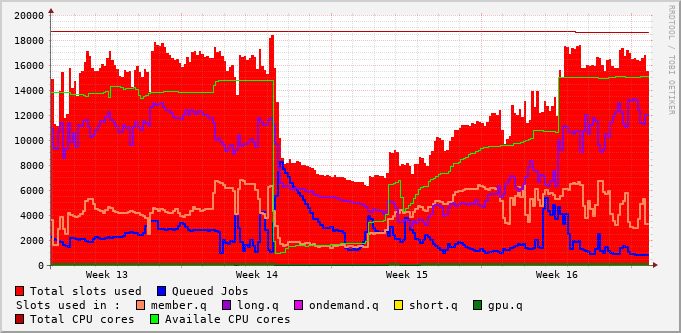 20000
18000
16000
14000
12000
10000
8000
6000
4000
2000
0
Week 13 Week 14 Week 15 Week 16
RRDTOOL / TOBI OETIKER
Total slots used Queued Jobs
Slots used in : member.q long.q ondemand.q short.q gpu.q
Total CPU cores Availale CPU cores